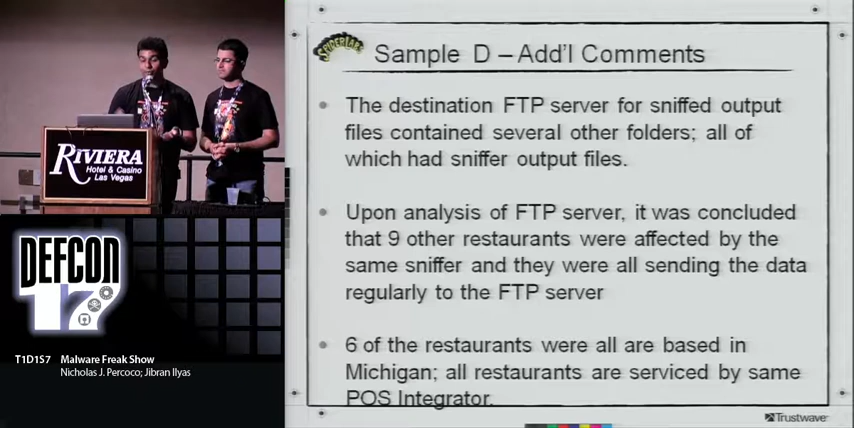 SPIDERLABS
Sample D – Add'l Comments
• The destination FTP server for sniffed output
files contained several other folders; all of
which had sniffer output files.
• Upon analysis of FTP server, it was concluded
that 9 other restaurants were affected by the
same sniffer and they were all sending the data
regularly to the FTP server
• 6 of the restaurants were all are based in
Michigan; all restaurants are serviced by same
POS Integrator.
Trustwave
RIVIERA
Hotel & Casino
Las Vegas
DEFCON
17
T1D1S7 Malware Freak Show
Nicholas J. Percoco; Jibran Ilyas